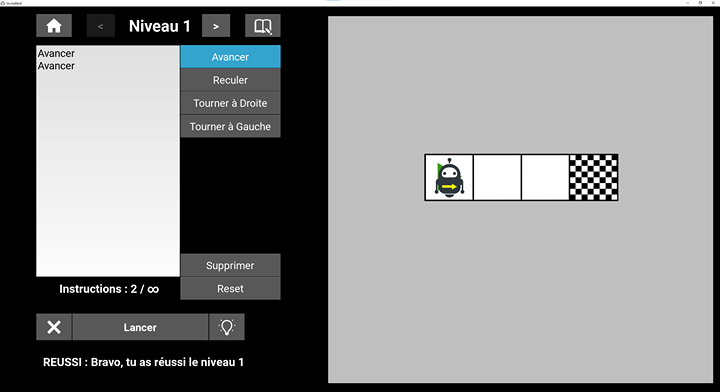 Incredibot
<
Niveau 1
>
Avancer
Avancer
Avancer
Reculer
Tourner à Droite
Tourner à Gauche
Supprimer
Instructions : 2 / ∞
Reset
Lancer
REUSSI : Bravo, tu as réussi le niveau 1